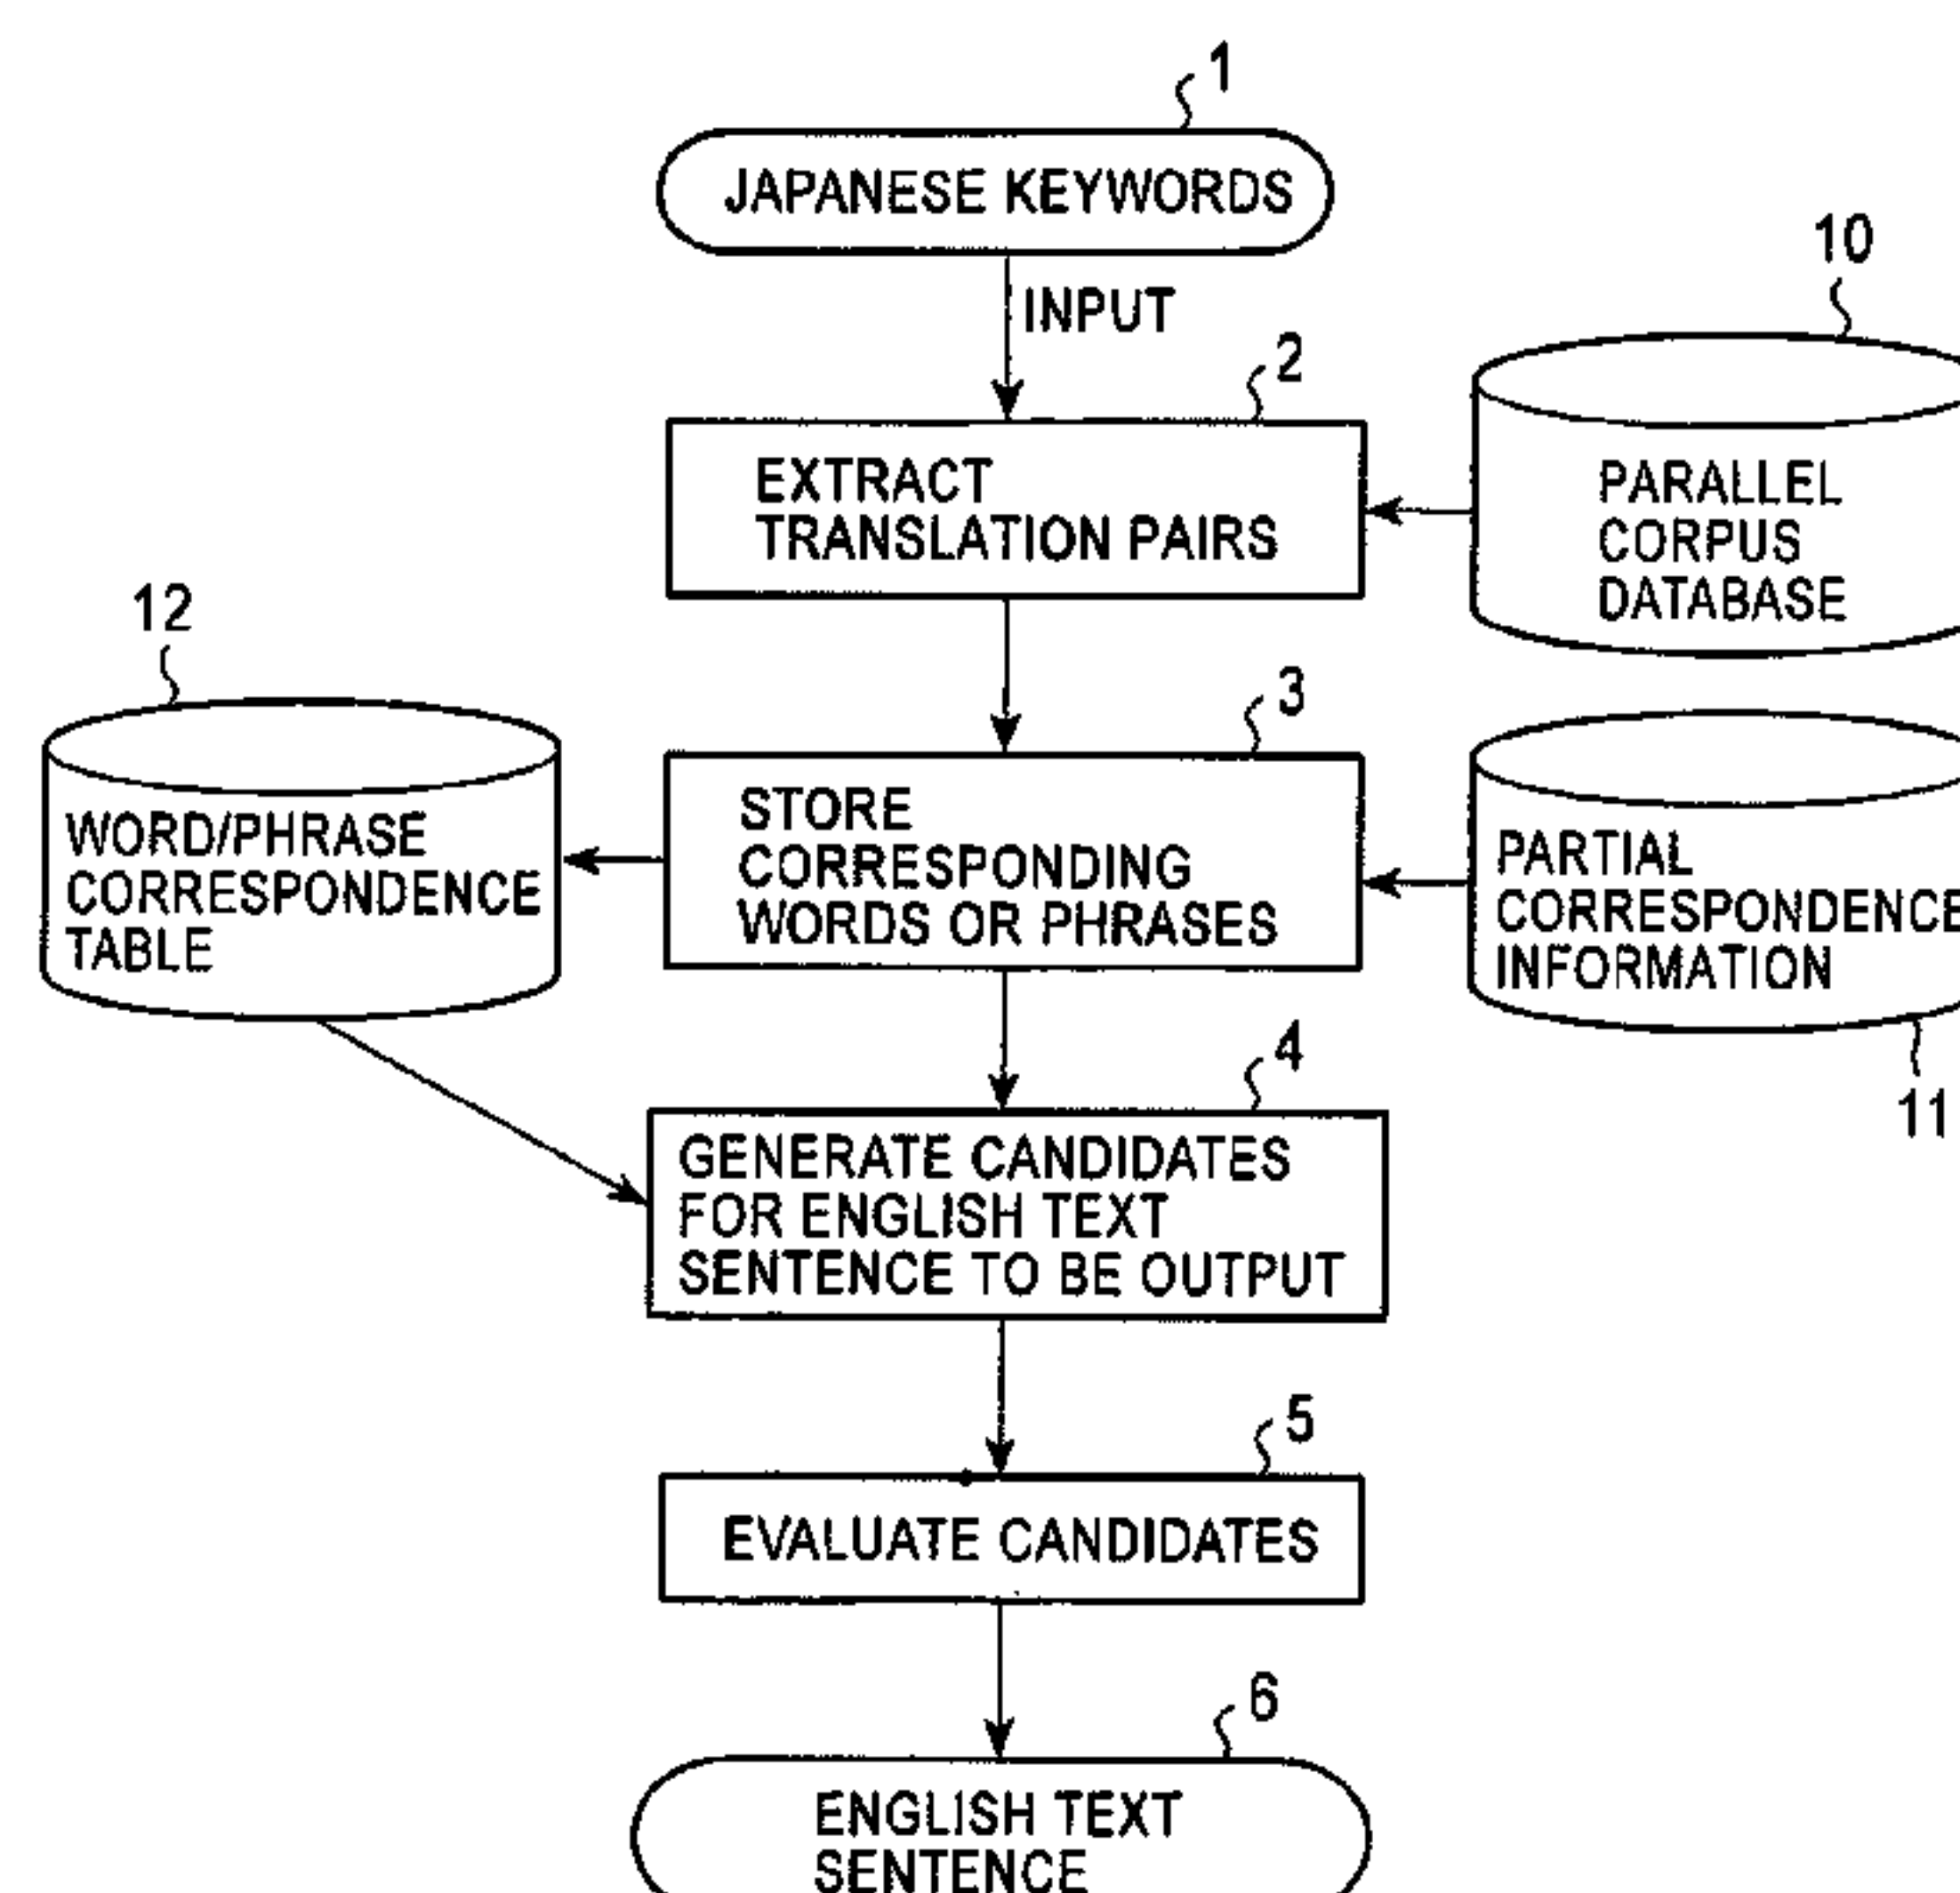 1
JAPANESE KEYWORDS
INPUT
10
2
EXTRACT
TRANSLATION PAIRS
PARALLEL
CORPUS
DATABASE
12
3
WORD/PHRASE
CORRESPONDENCE
TABLE
STORE
CORRESPONDING
WORDS OR PHRASES
PARTIAL
CORRESPONDENCE
INFORMATION
11
4
GENERATE CANDIDATES
FOR ENGLISH TEXT
SENTENCE TO BE OUTPUT
5
EVALUATE CANDIDATES
6
ENGLISH TEXT
SENTENCE